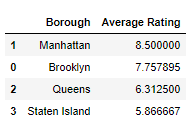 Borough Average Rating
1 Manhattan 8.500000
0 Brooklyn 7.757895
2 Queens 6.312500
3 Staten Island 5.866667